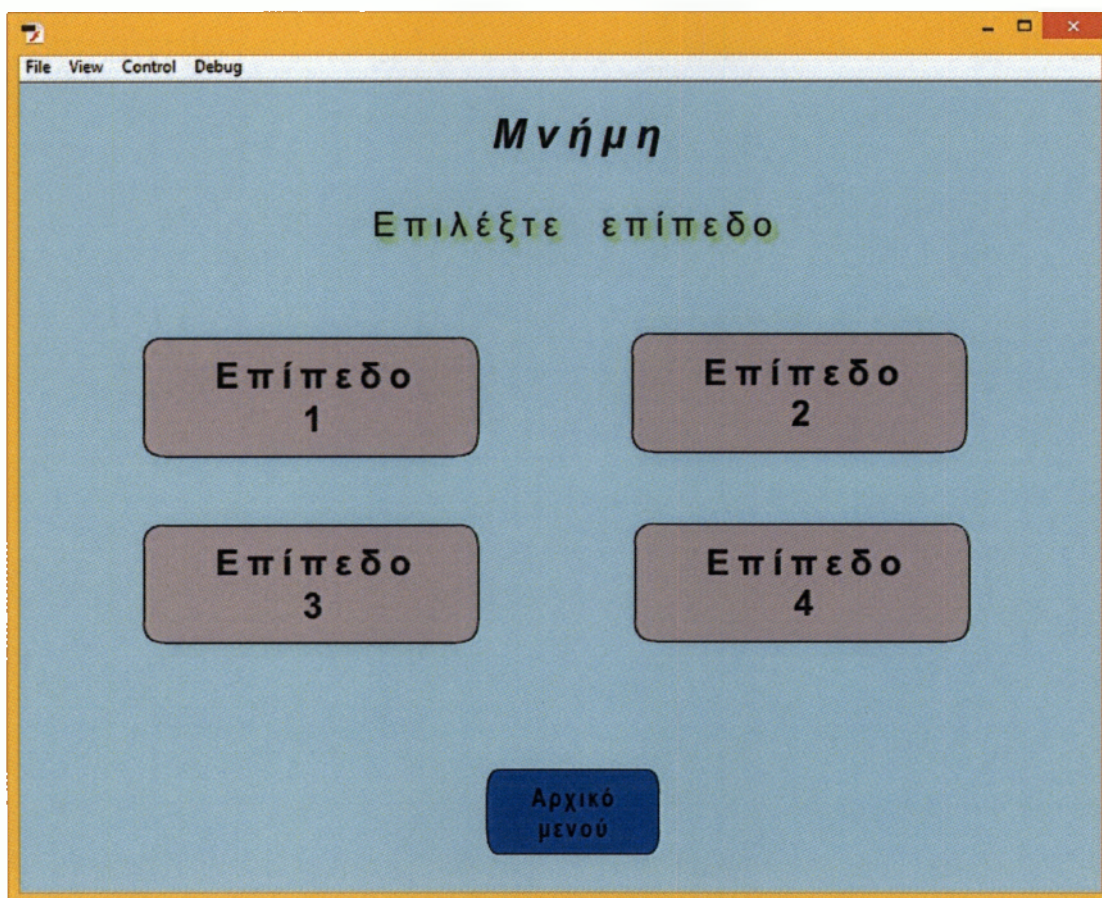 File View Control Debug
Μνήμη
Επιλέξτε επίπεδο
Επίπεδο
1
Επίπεδο
2
Επίπεδο
3
Επίπεδο
4
Αρχικό
μενού